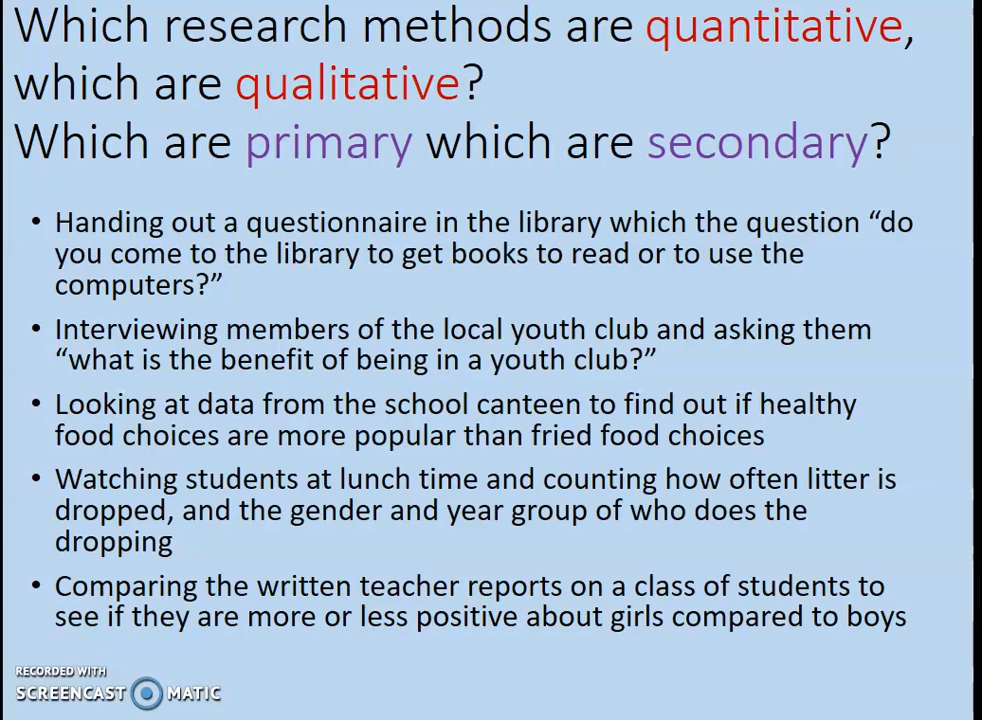 Which research methods are quantitative,
which are qualitative?
Which are primary which are secondary?
• Handing out a questionnaire in the library which the question “do
you come to the library to get books to read or to use the
computers?”
• Interviewing members of the local youth club and asking them
“what is the benefit of being in a youth club?”
• Looking at data from the school canteen to find out if healthy
food choices are more popular than fried food choices
• Watching students at lunch time and counting how often litter is
dropped, and the gender and year group of who does the
dropping
• Comparing the written teacher reports on a class of students to
see if they are more or less positive about girls compared to boys
RECORDED WITH
SCREENCAST MATIC